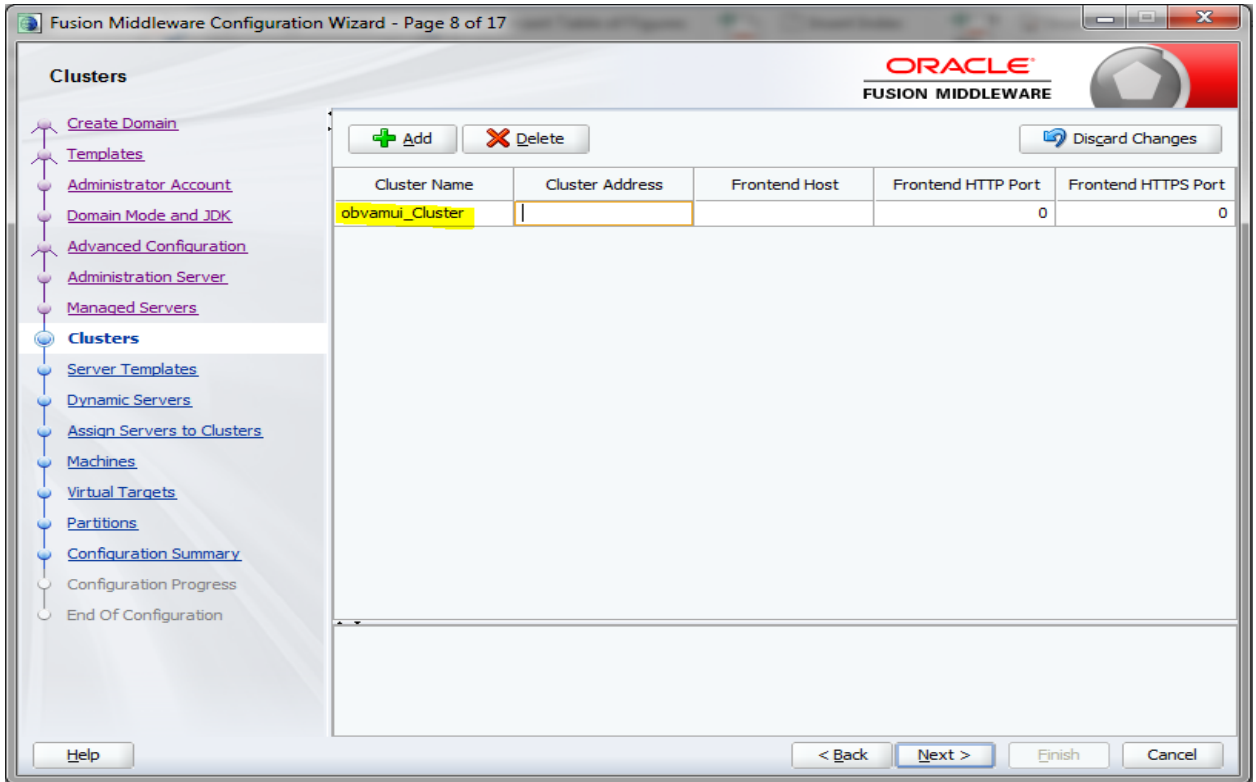 Fusion Middleware Configuration Wizard - Page 8 of 17
Clusters
ORACLE
FUSION MIDDLEWARE
Create Domain
Templates
Administrator Account
Domain Mode and JDK
Advanced Configuration
Administration Server
Managed Servers
Clusters
Server Templates
Dynamic Servers
Assign Servers to Clusters
Machines
Virtual Targets
Partitions
Configuration Summary
Configuration Progress
End Of Configuration
Add Delete Discard Changes
Cluster Name Cluster Address Frontend Host Frontend HTTP Port Frontend HTTPS Port
obvamui_Cluster 0 0
Help < Back Next > Finish Cancel